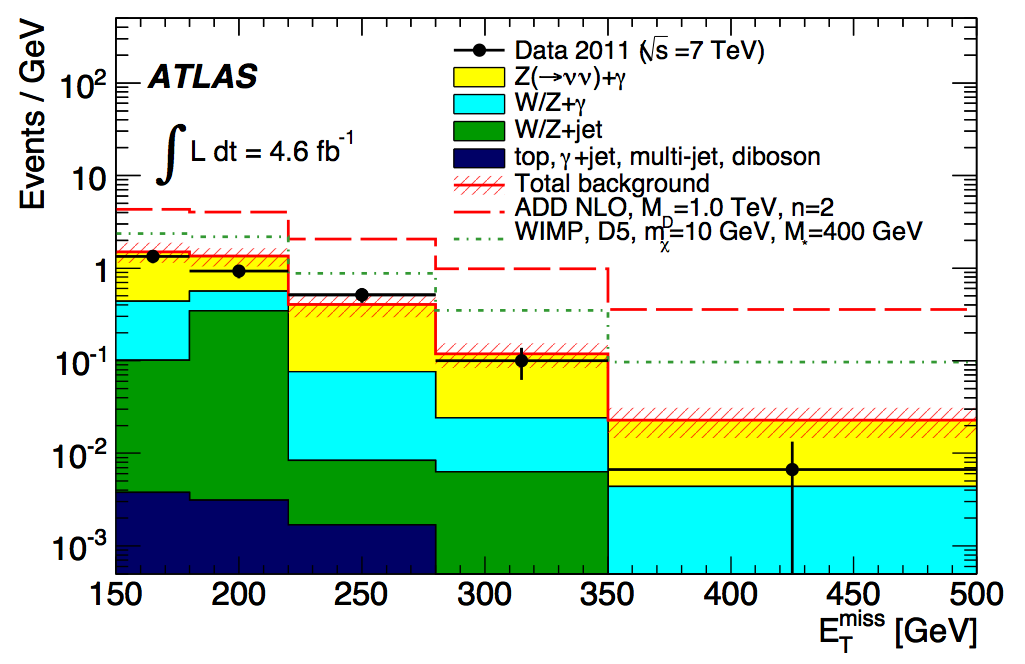 Events / GeV
10²
10
1
10⁻¹
10⁻²
10⁻³
ATLAS
∫ L dt = 4.6 fb⁻¹
Data 2011 (√s =7 TeV)
Z(→νν)+γ
W/Z+γ
W/Z+jet
top, γ+jet, multi-jet, diboson
Total background
ADD NLO, M_D=1.0 TeV, n=2
WIMP, D5, m_χ=10 GeV, M_*=400 GeV
150 200 250 300 350 400 450 500
E_T^miss [GeV]